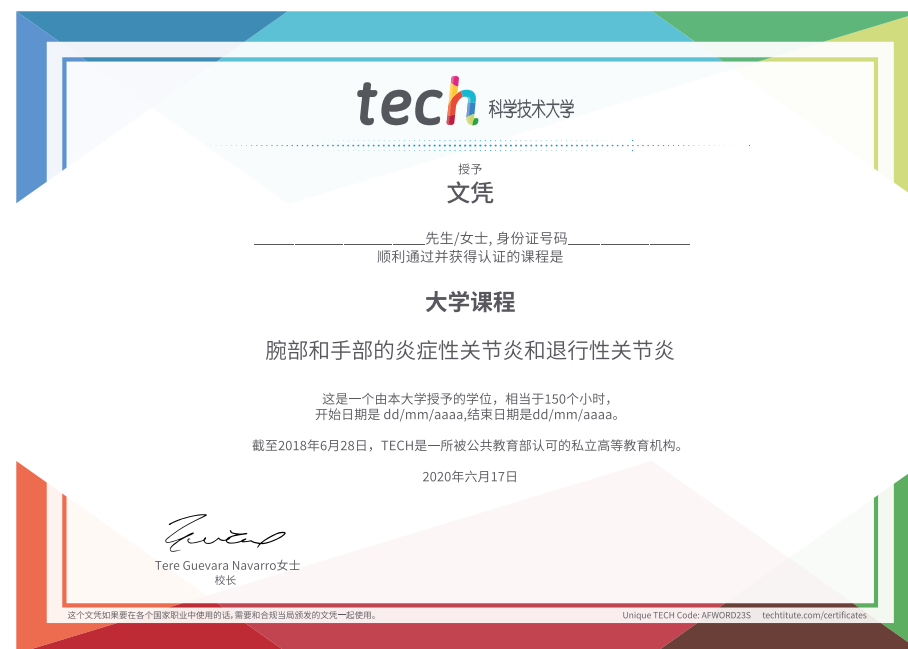 tech 科学技术大学
授予
文凭
先生/女士, 身份证号码
顺利通过并获得认证的课程是
大学课程
腕部和手部的炎症性关节炎和退行性关节炎
这是一个由本大学授予的学位，相当于150个小时，
开始日期是 dd/mm/aaaa,结束日期是dd/mm/aaaa。
截至2018年6月28日，TECH是一所被公共教育部认可的私立高等教育机构。
2020年六月17日
Tere Guevara Navarro女士
校长
这个文凭如果要在各个国家职业中使用的话,需要和合规当局颁发的文凭一起使用。
Unique TECH Code: AFWORD23S techtitute.com/certificates